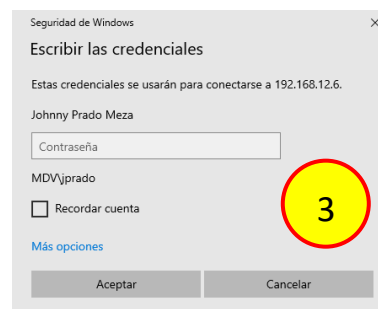 Seguridad de Windows
Escribir las credenciales
Estas credenciales se usarán para conectarse a 192.168.12.6.
Johnny Prado Meza
Contraseña
MDV\jprado
Recordar cuenta
3
Más opciones
Aceptar Cancelar